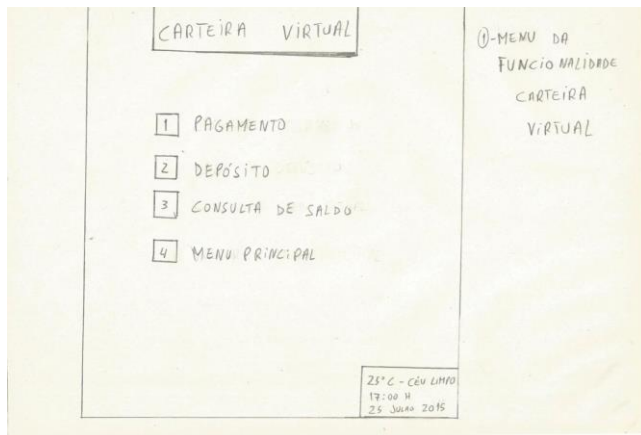 CARTEIRA VIRTUAL
1 PAGAMENTO
2 DEPÓSITO
3 CONSULTA DE SALDO
4 MENU PRINCIPAL
25°C - CÉU LIMPO
17:00 H
25 JULHO 2015
①-MENU DA
FUNCIONALIDADE
CARTEIRA
VIRTUAL